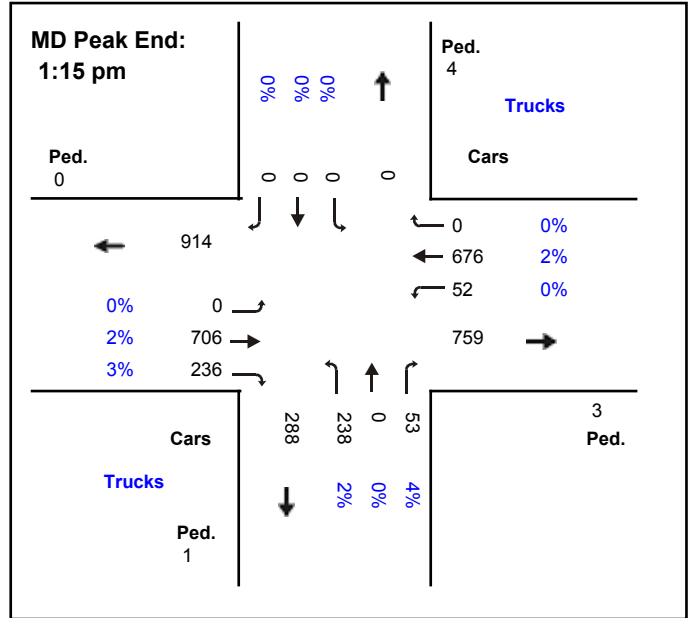 MD Peak End:
1:15 pm
Ped.
4
Trucks
Cars
0% 0% 0%
0 0 0 0
Ped.
0
914
0 0%
676 2%
52 0%
0% 0
2% 706
3% 236
759
288 238 0 53
2% 0% 4%
Cars
Trucks
Ped.
1
3
Ped.